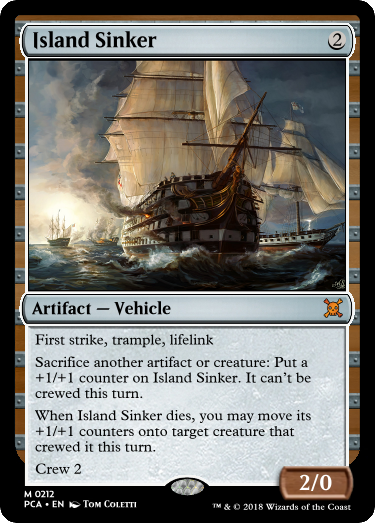 Island Sinker
2
Artifact — Vehicle
First strike, trample, lifelink
Sacrifice another artifact or creature: Put a
+1/+1 counter on Island Sinker. It can't be
crewed this turn.
When Island Sinker dies, you may move its
+1/+1 counters onto target creature that
crewed it this turn.
Crew 2
2/0
M 0212
PCA • EN Tom Coletti
™ & © 2018 Wizards of the Coast